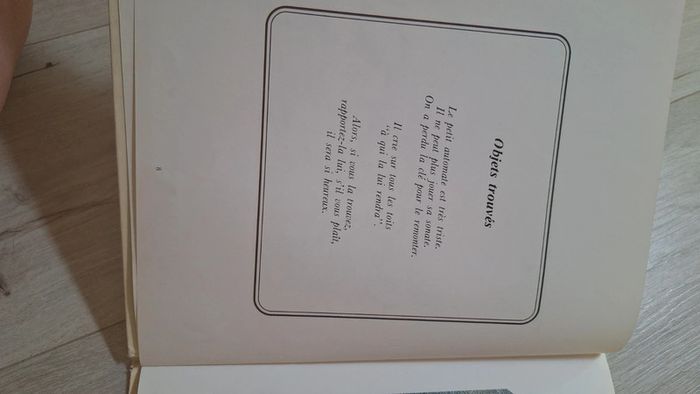 Objets trouvés
Le petit automate est très triste.
Il ne peut plus jouer sa sonate.
On a perdu la clé pour le remonter.
Il crie sur tous les toits
"à qui la lui rendra".
Alors, si vous la trouvez,
rapportez-la lui, s'il vous plaît,
il sera si heureux.
8